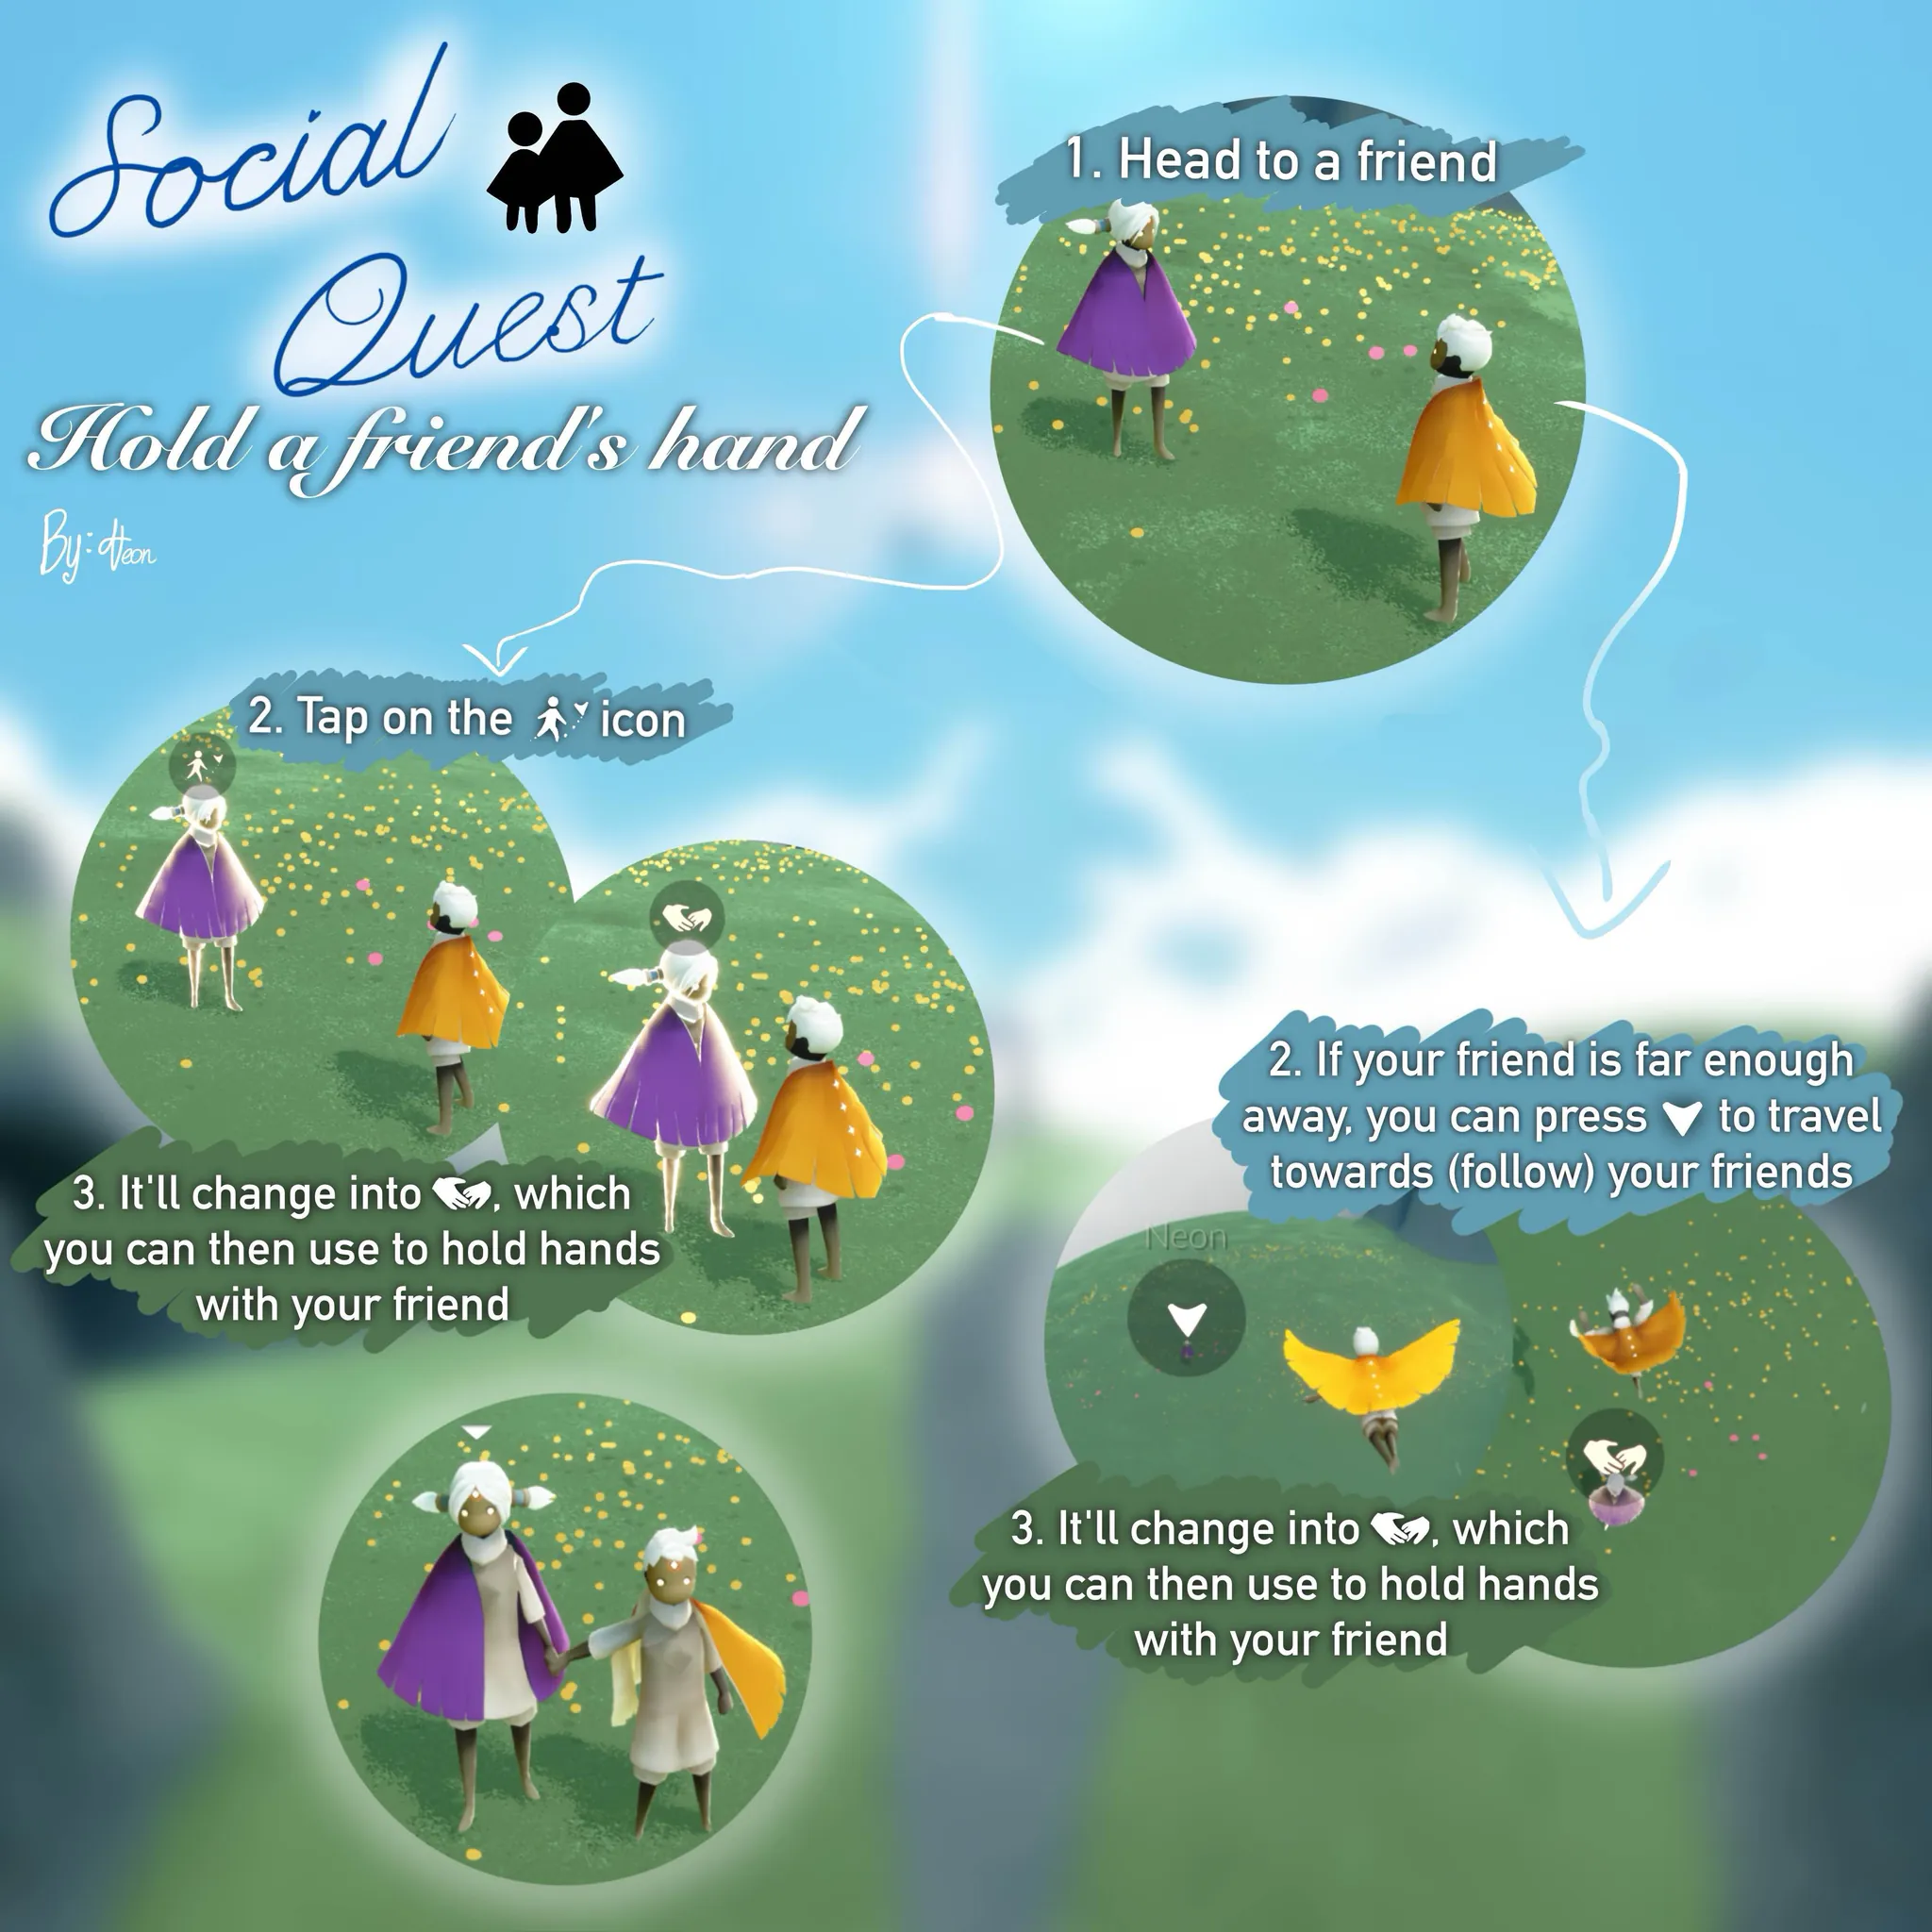 Social
Quest
Hold a friend's hand
By: Neon
1. Head to a friend
2. Tap on the icon
3. It'll change into , which
you can then use to hold hands
with your friend
2. If your friend is far enough
away, you can press to travel
towards (follow) your friends
Neon
3. It'll change into , which
you can then use to hold hands
with your friend